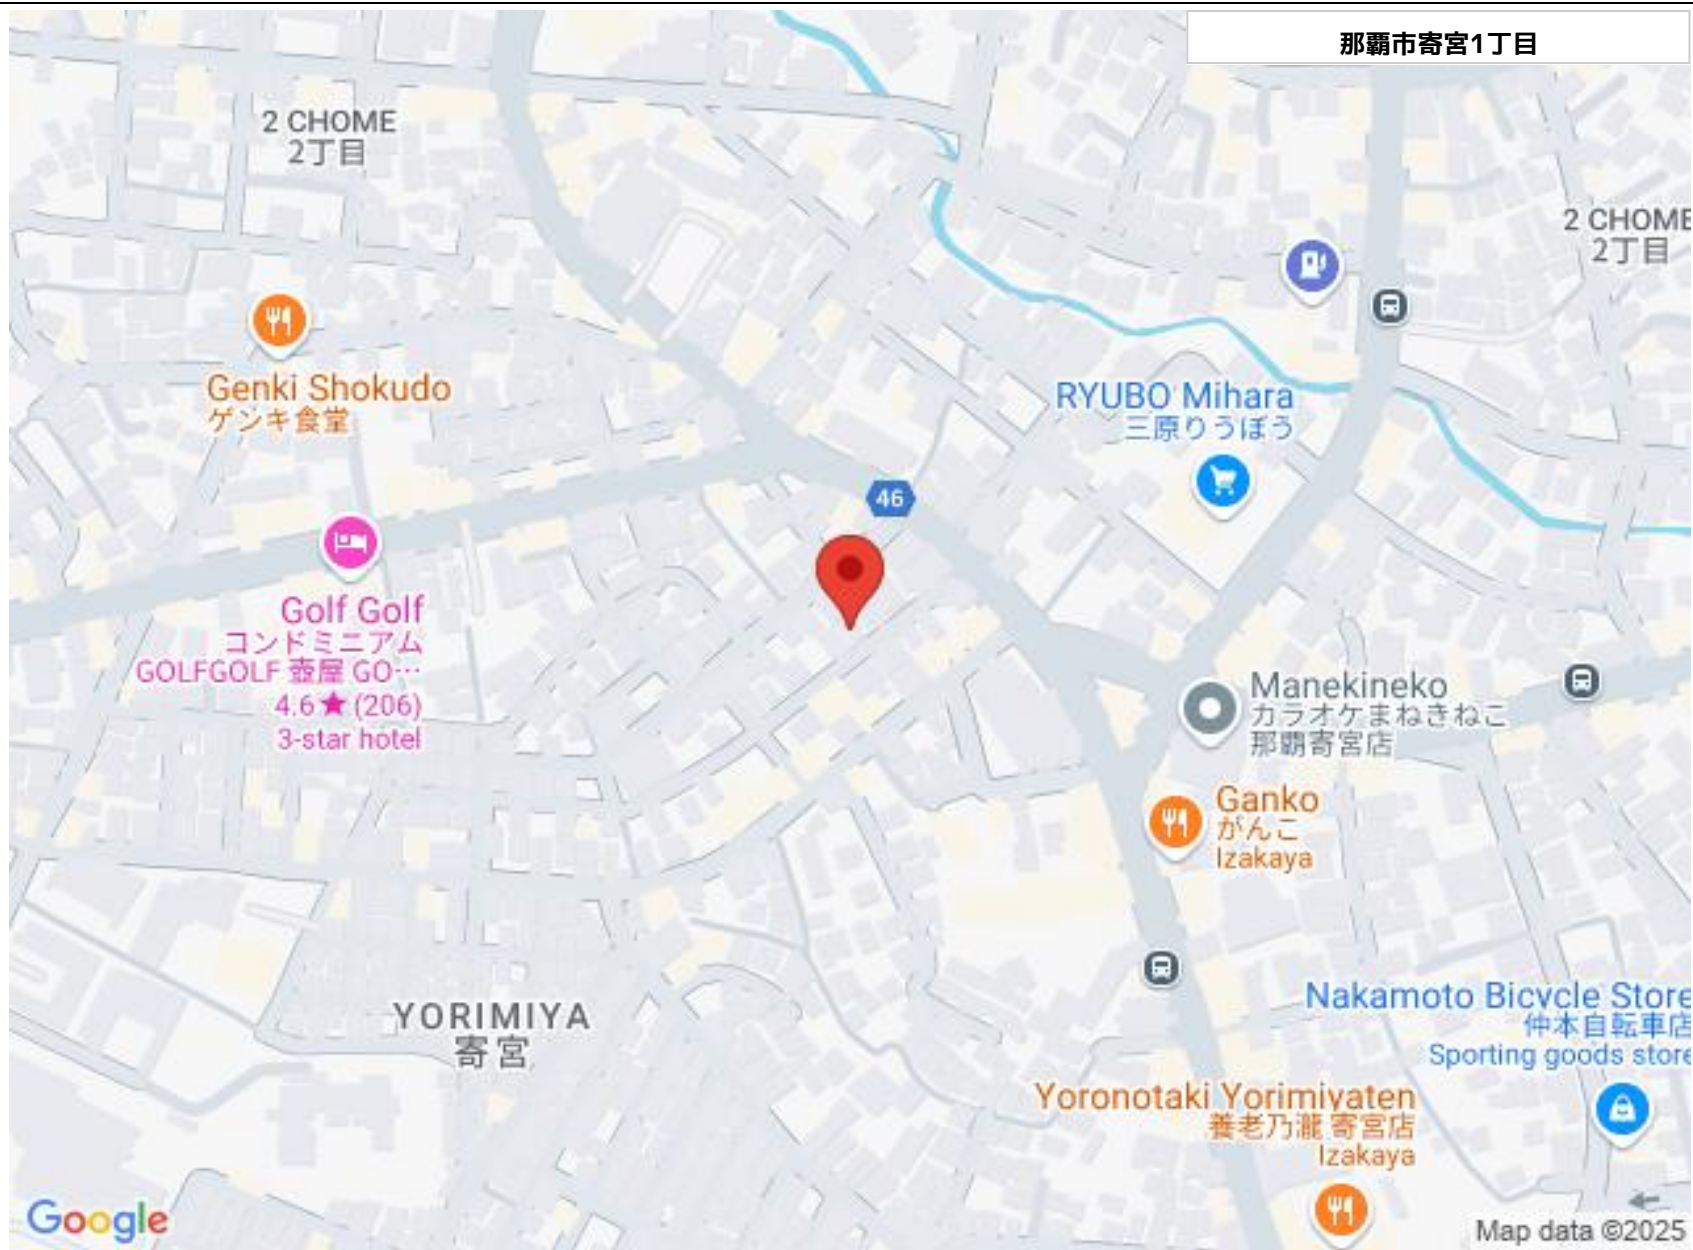 那覇市寄宮1丁目
2 CHOME
2丁目
2 CHOME
2丁目
Genki Shokudo
ゲンキ食堂
RYUBO Mihara
三原りうぼう
46
Golf Golf
コンドミニアム
GOLFGOLF 壺屋 GO…
4.6★(206)
3-star hotel
Manekineko
カラオケまねきねこ
那覇寄宮店
Ganko
がんこ
Izakaya
YORIMIYA
寄宮
Nakamoto Bicycle Store
仲本自転車店
Sporting goods store
Yoronotaki Yorimiyaten
養老乃瀧 寄宮店
Izakaya
Google
Map data ©2025